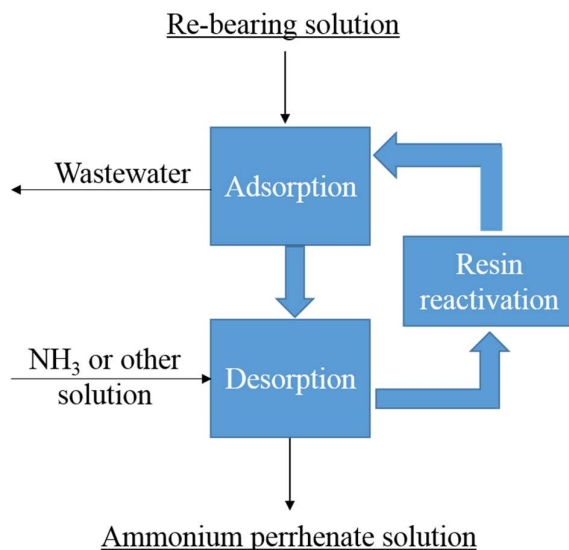 Re-bearing solution
Wastewater
Adsorption
Resin
reactivation
NH₃ or other
solution
Desorption
Ammonium perrhenate solution